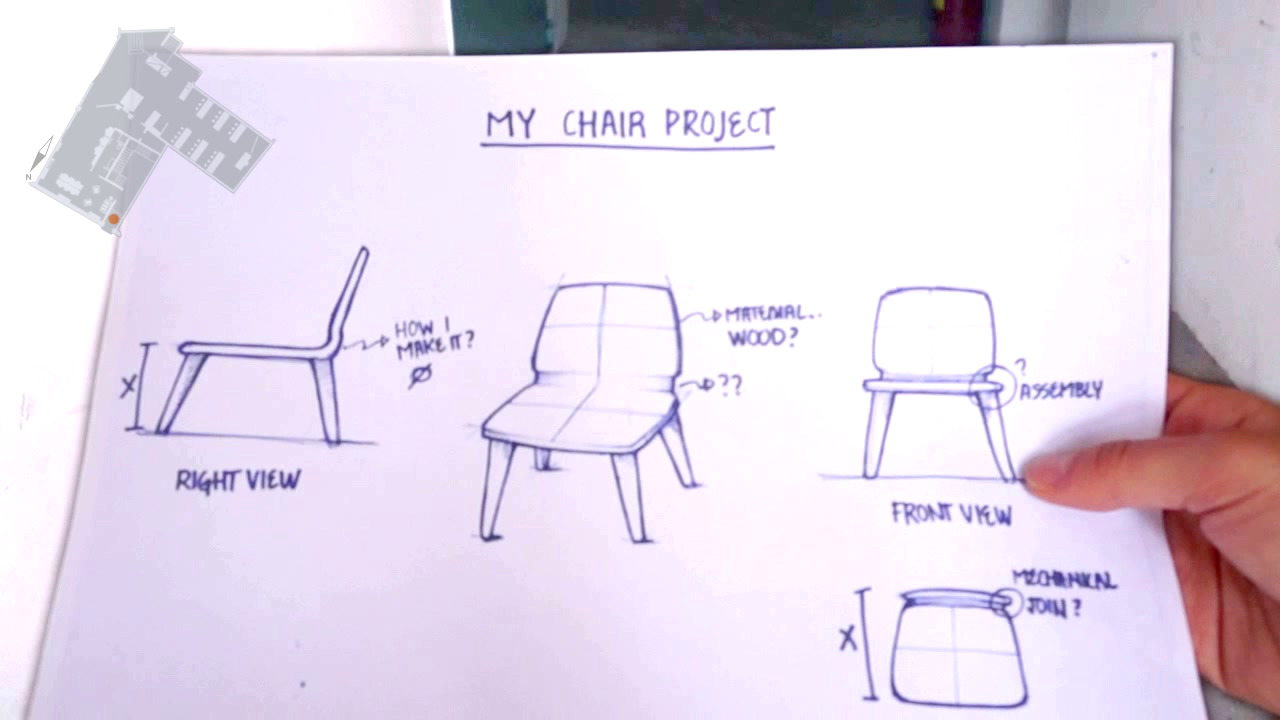 MY CHAIR PROJECT
N
HOW I
MAKE IT?
X
RIGHT VIEW
MATERIAL..
WOOD?
??
?
ASSEMBLY
FRONT VIEW
MECHANICAL
JOIN?
X